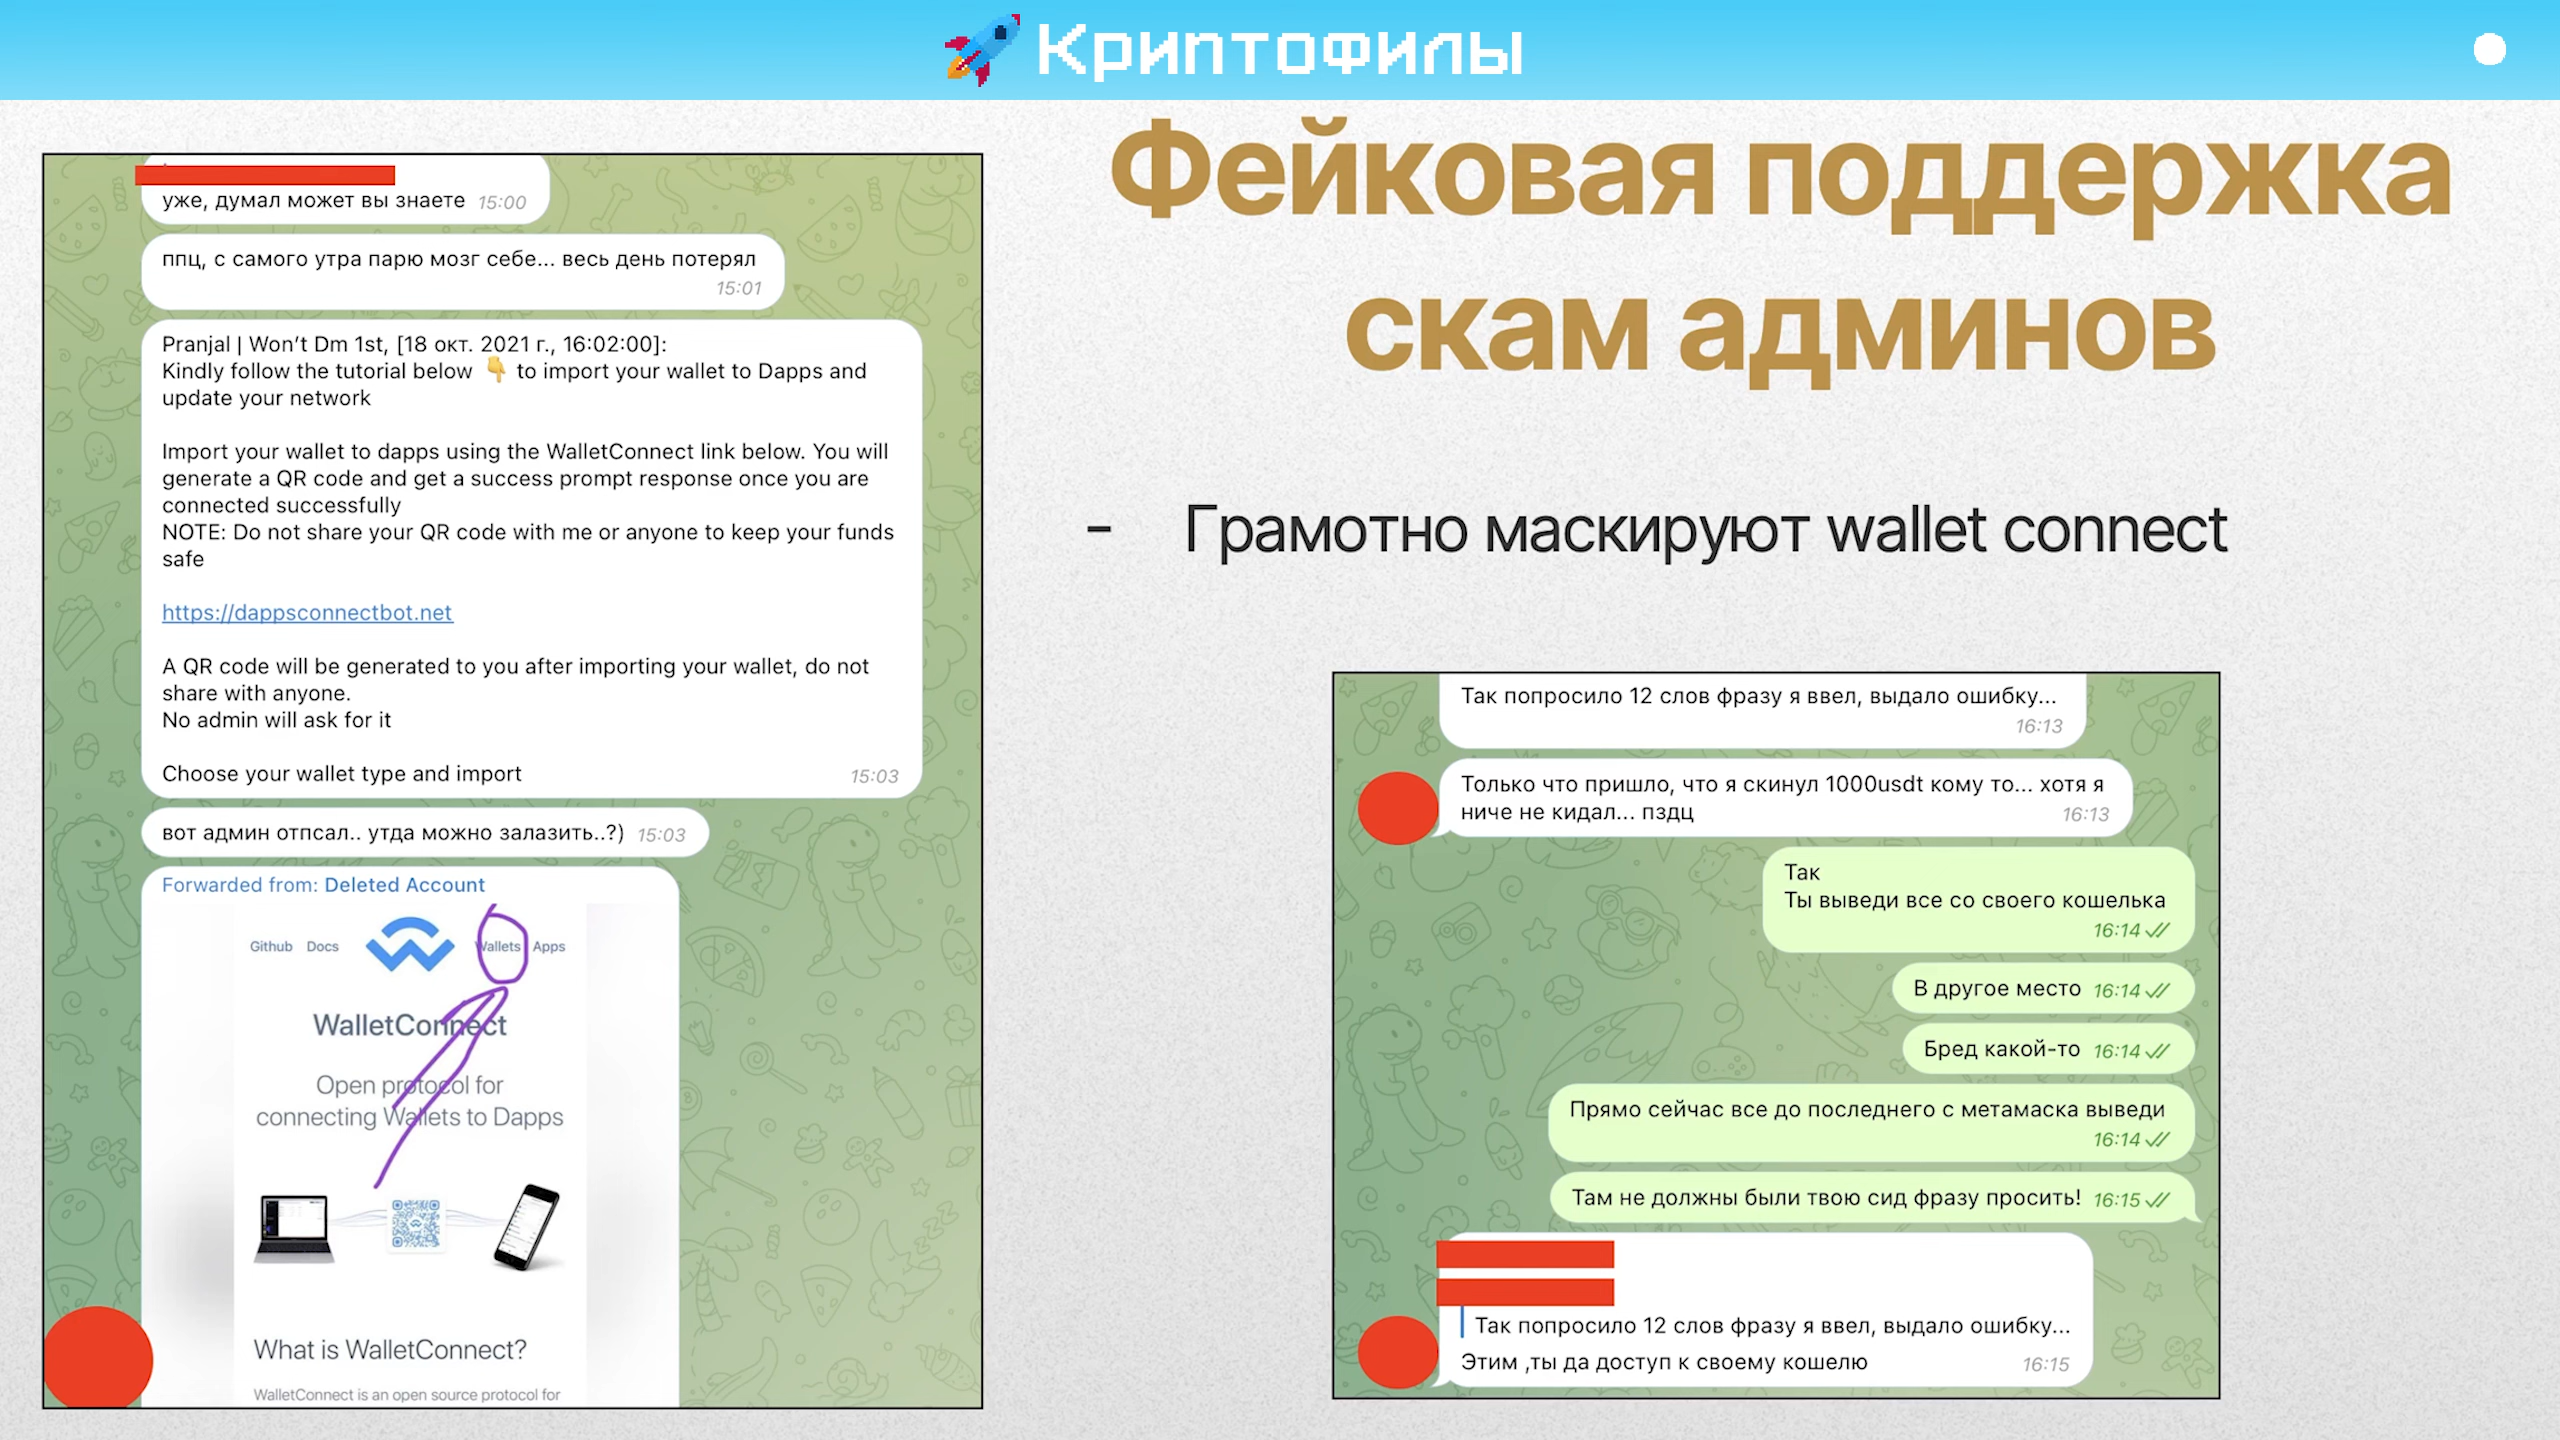 Криптофилы
Фейковая поддержка
скам админов
- Грамотно маскируют wallet connect
уже, думал может вы знаете 15:00
ппц, с самого утра парю мозг себе... весь день потерял
15:01
Pranjal | Won't Dm 1st, [18 окт. 2021 г., 16:02:00]:
Kindly follow the tutorial below 👇 to import your wallet to Dapps and
update your network
Import your wallet to dapps using the WalletConnect link below. You will
generate a QR code and get a success prompt response once you are
connected successfully
NOTE: Do not share your QR code with me or anyone to keep your funds
safe
https://dappsconnectbot.net
A QR code will be generated to you after importing your wallet, do not
share with anyone.
No admin will ask for it
Choose your wallet type and import 15:03
вот админ отпсал.. утда можно залазить..?) 15:03
Forwarded from: Deleted Account
Github Docs Wallets Apps
WalletConnect
Open protocol for
connecting Wallets to Dapps
What is WalletConnect?
WalletConnect is an open source protocol for
Так попросило 12 слов фразу я ввел, выдало ошибку...
16:13
Только что пришло, что я скинул 1000usdt кому то... хотя я
ниче не кидал... пздц 16:13
Так
Ты выведи все со своего кошелька
16:14
В другое место 16:14
Бред какой-то 16:14
Прямо сейчас все до последнего с метамаска выведи
16:14
Там не должны были твою сид фразу просить! 16:15
Так попросило 12 слов фразу я ввел, выдало ошибку...
Этим ,ты да доступ к своему кошелю 16:15